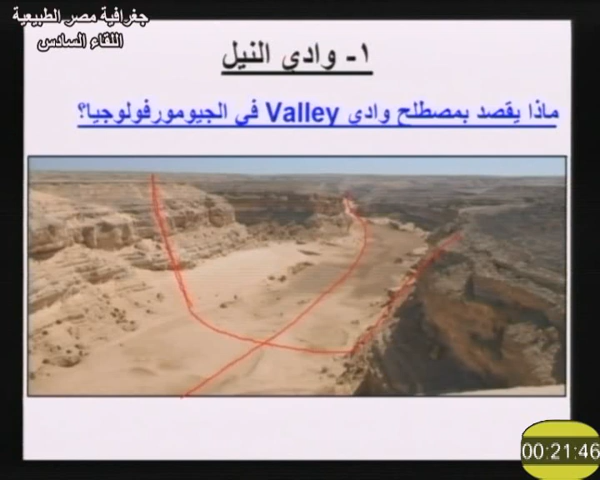 جغرافية مصر الطبيعية
اللقاء السادس
١- وادي النيل
ماذا يقصد بمصطلح وادى Valley في الجيومورفولوجيا؟
00:21:46